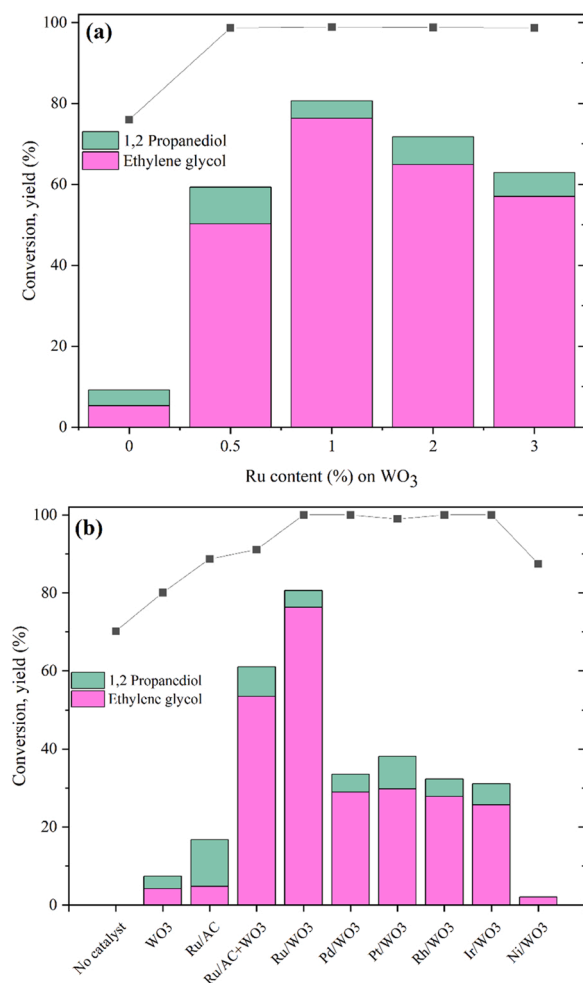 (a)
100
80
60
40
20
0
Conversion, yield (%)
1,2 Propanediol
Ethylene glycol
0 0.5 1 2 3
Ru content (%) on WO3
(b)
100
80
60
40
20
0
Conversion, yield (%)
1,2 Propanediol
Ethylene glycol
No catalyst WO3 Ru/AC Ru/AC+WO3 Ru/WO3 Pd/WO3 Pt/WO3 Rh/WO3 Ir/WO3 Ni/WO3